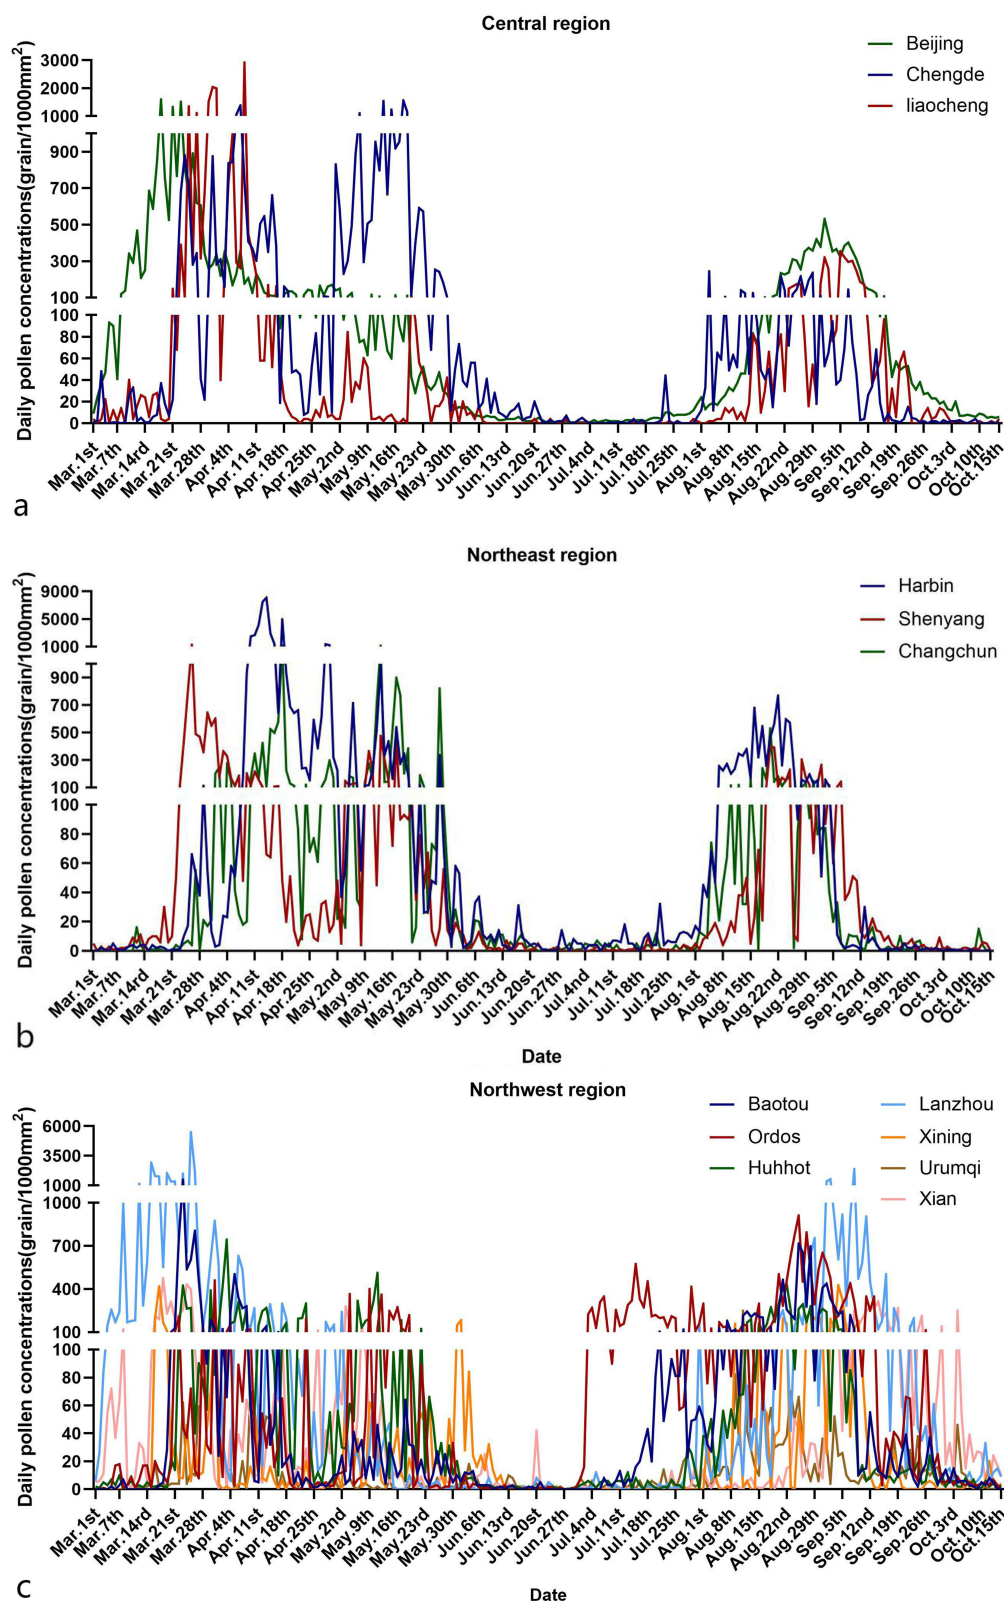 Central region
Beijing
Chengde
liaocheng
Daily pollen concentrations(grain/1000mm²)
3000
2000
1000
900
700
500
300
100
100
80
60
40
20
0
Mar.1st
Mar.7th
Mar.14rd
Mar.21st
Mar.28th
Apr.4th
Apr.11st
Apr.18th
Apr.25th
May.2nd
May.9th
May.16th
May.23rd
May.30th
Jun.6th
Jun.13rd
Jun.20st
Jun.27th
Jul.4nd
Jul.11st
Jul.18th
Jul.25th
Aug.1st
Aug.8th
Aug.15th
Aug.22nd
Aug.29th
Sep.5th
Sep.12nd
Sep.19th
Sep.26th
Oct.3rd
Oct.10th
Oct.15th
a
Northeast region
Harbin
Shenyang
Changchun
Daily pollen concentrations(grain/1000mm²)
9000
5000
1000
900
700
500
300
100
100
80
60
40
20
0
Mar.1st
Mar.7th
Mar.14rd
Mar.21st
Mar.28th
Apr.4th
Apr.11st
Apr.18th
Apr.25th
May.2nd
May.9th
May.16th
May.23rd
May.30th
Jun.6th
Jun.13rd
Jun.20st
Jun.27th
Jul.4nd
Jul.11st
Jul.18th
Jul.25th
Aug.1st
Aug.8th
Aug.15th
Aug.22nd
Aug.29th
Sep.5th
Sep.12nd
Sep.19th
Sep.26th
Oct.3rd
Oct.10th
Oct.15th
b
Date
Northwest region
Baotou
Ordos
Huhhot
Lanzhou
Xining
Urumqi
Xian
Daily pollen concentrations(grain/1000mm²)
6000
3500
1000
1000
700
400
100
100
80
60
40
20
0
Mar.1st
Mar.7th
Mar.14rd
Mar.21st
Mar.28th
Apr.4th
Apr.11st
Apr.18th
Apr.25th
May.2nd
May.9th
May.16th
May.23rd
May.30th
Jun.6th
Jun.13rd
Jun.20st
Jun.27th
Jul.4nd
Jul.11st
Jul.18th
Jul.25th
Aug.1st
Aug.8th
Aug.15th
Aug.22nd
Aug.29th
Sep.5th
Sep.12nd
Sep.19th
Sep.26th
Oct.3rd
Oct.10th
Oct.15th
c
Date